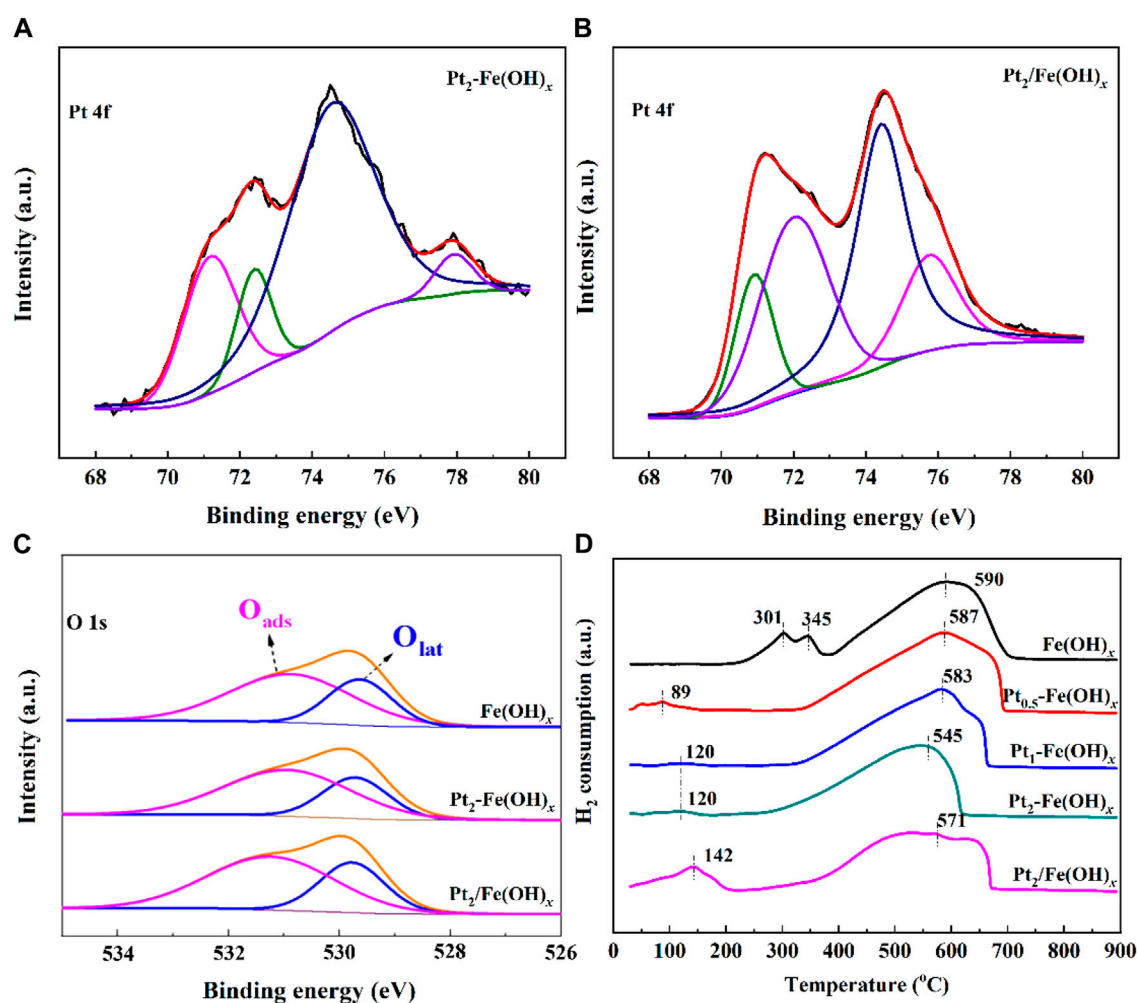 A
Pt 4f
Pt₂-Fe(OH)ₓ
Intensity (a.u.)
68 70 72 74 76 78 80
Binding energy (eV)
B
Pt 4f
Pt₂/Fe(OH)ₓ
Intensity (a.u.)
68 70 72 74 76 78 80
Binding energy (eV)
C
O 1s
O_ads
O_lat
Fe(OH)ₓ
Pt₂-Fe(OH)ₓ
Pt₂/Fe(OH)ₓ
Intensity (a.u.)
534 532 530 528 526
Binding energy (eV)
D
301 345 590
Fe(OH)ₓ
89 587
Pt₀.₅-Fe(OH)ₓ
120 583
Pt₁-Fe(OH)ₓ
120 545
Pt₂-Fe(OH)ₓ
142 571
Pt₂/Fe(OH)ₓ
H₂ consumption (a.u.)
0 100 200 300 400 500 600 700 800 900
Temperature (°C)